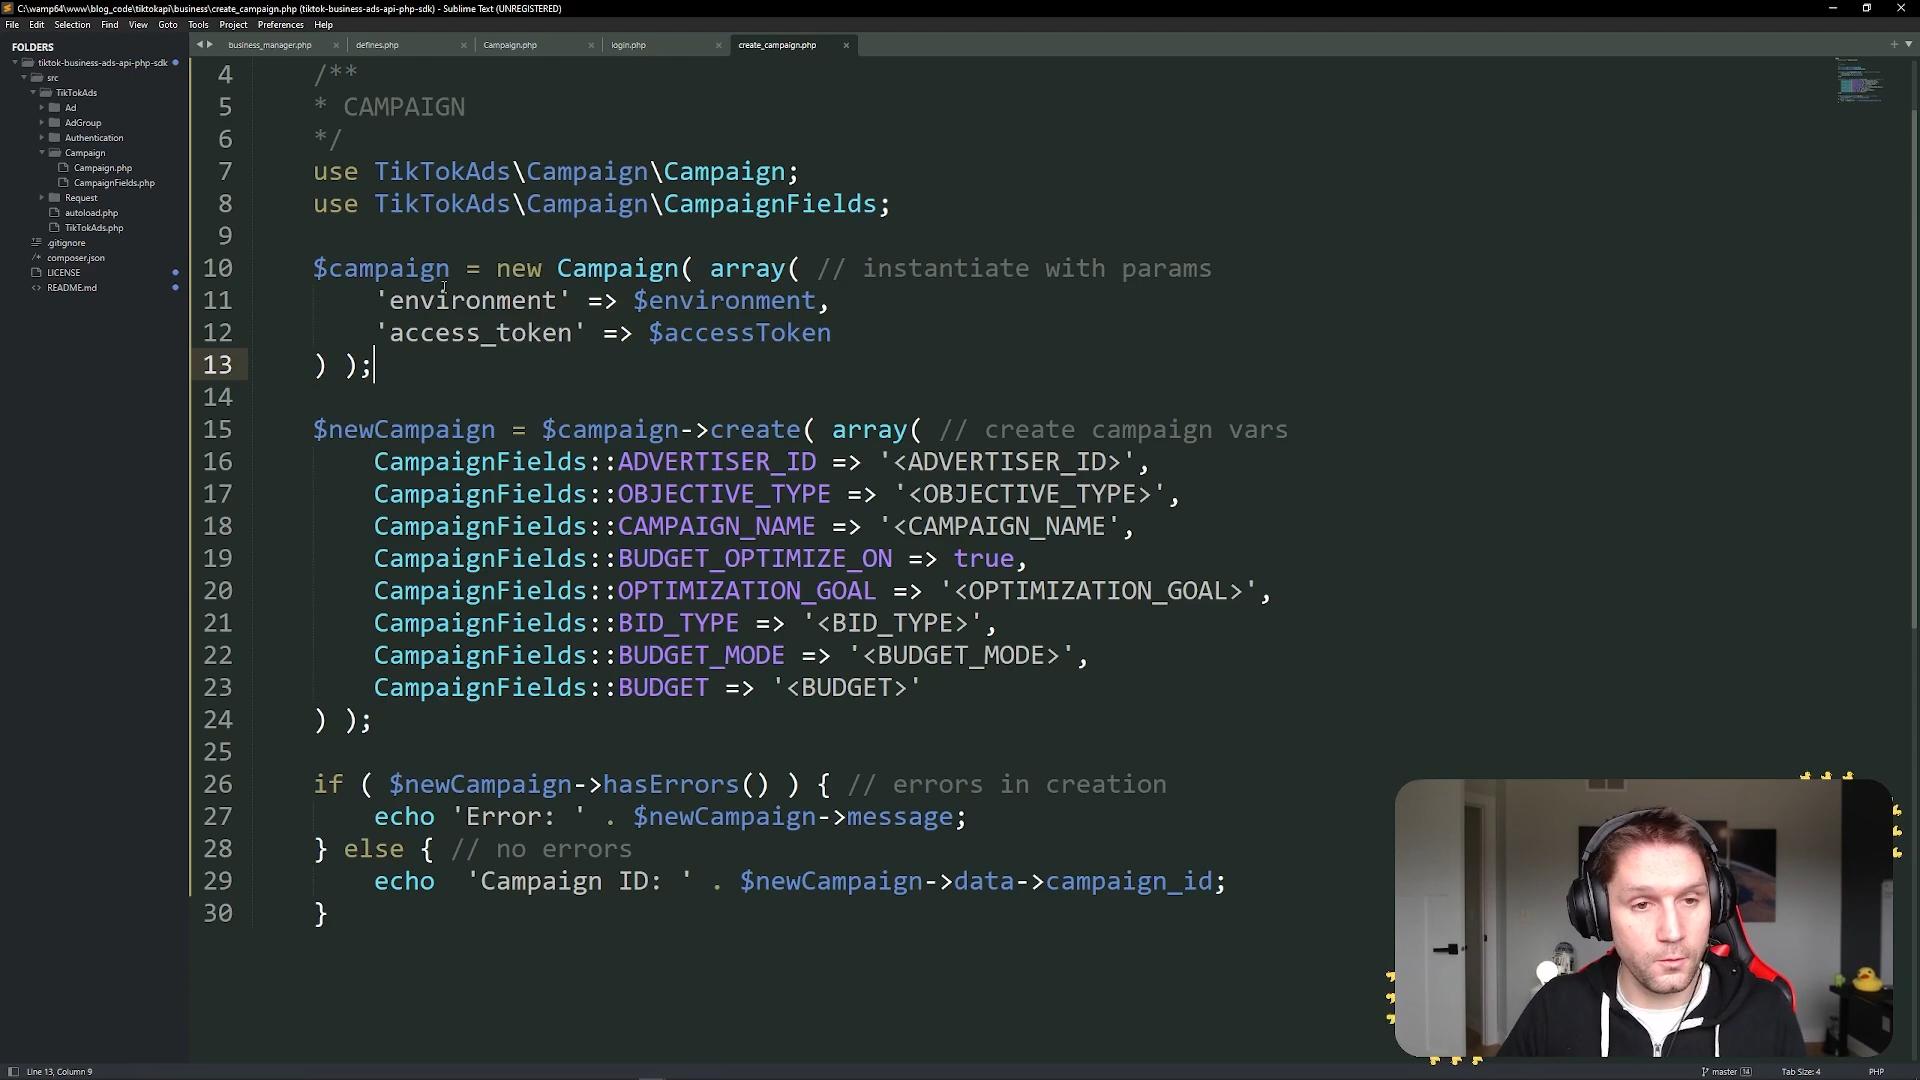 C:\wamp64\www\blog_code\tiktokapi\business\create_campaign.php (tiktok-business-ads-api-php-sdk) - Sublime Text (UNREGISTERED)
File Edit Selection Find View Goto Tools Project Preferences Help
FOLDERS
tiktok-business-ads-api-php-sdk
src
TikTokAds
Ad
AdGroup
Authentication
Campaign
Campaign.php
CampaignFields.php
Request
autoload.php
TikTokAds.php
.gitignore
composer.json
LICENSE
README.md
business_manager.php defines.php Campaign.php login.php create_campaign.php
4 /**
5 * CAMPAIGN
6 */
7 use TikTokAds\Campaign\Campaign;
8 use TikTokAds\Campaign\CampaignFields;
9
10 $campaign = new Campaign( array( // instantiate with params
11 'environment' => $environment,
12 'access_token' => $accessToken
13 ) );
14
15 $newCampaign = $campaign->create( array( // create campaign vars
16 CampaignFields::ADVERTISER_ID => '<ADVERTISER_ID>',
17 CampaignFields::OBJECTIVE_TYPE => '<OBJECTIVE_TYPE>',
18 CampaignFields::CAMPAIGN_NAME => '<CAMPAIGN_NAME',
19 CampaignFields::BUDGET_OPTIMIZE_ON => true,
20 CampaignFields::OPTIMIZATION_GOAL => '<OPTIMIZATION_GOAL>',
21 CampaignFields::BID_TYPE => '<BID_TYPE>',
22 CampaignFields::BUDGET_MODE => '<BUDGET_MODE>',
23 CampaignFields::BUDGET => '<BUDGET>'
24 ) );
25
26 if ( $newCampaign->hasErrors() ) { // errors in creation
27 echo 'Error: ' . $newCampaign->message;
28 } else { // no errors
29 echo 'Campaign ID: ' . $newCampaign->data->campaign_id;
30 }
Line 13, Column 9
master 14 Tab Size: 4 PHP